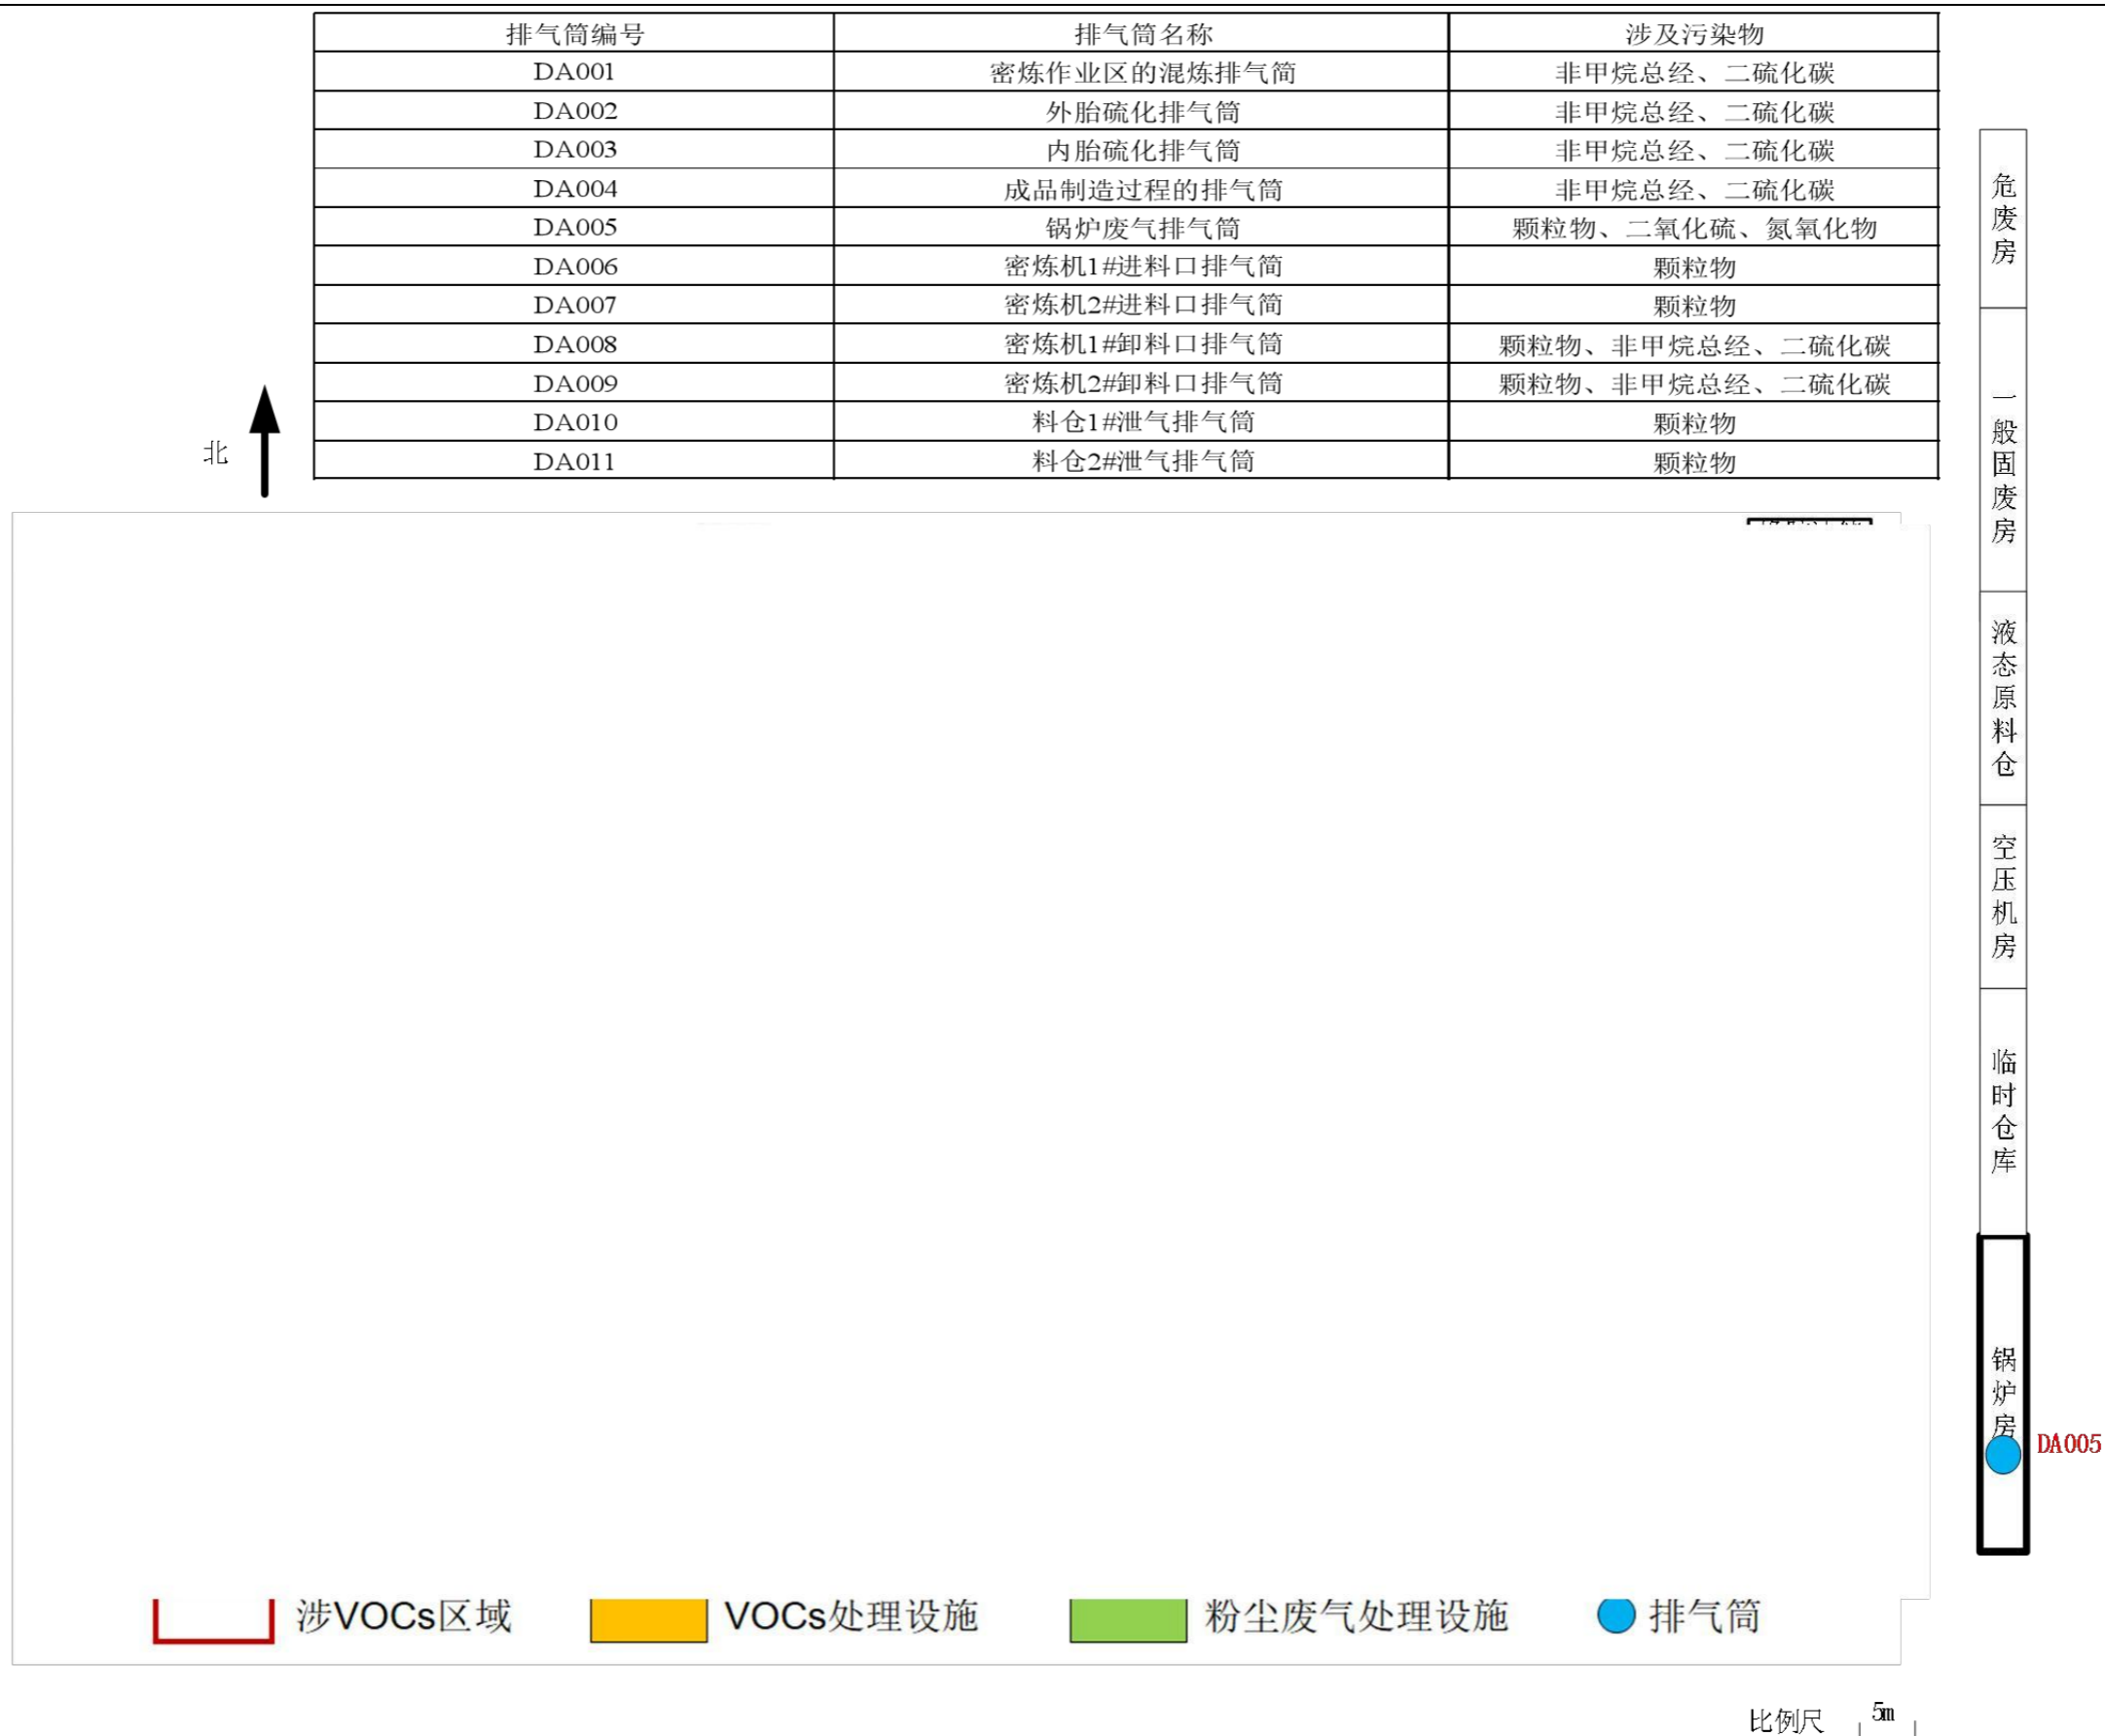 排气筒编号 排气筒名称 涉及污染物
DA001 密炼作业区的混炼排气筒 非甲烷总经、二硫化碳
DA002 外胎硫化排气筒 非甲烷总经、二硫化碳
DA003 内胎硫化排气筒 非甲烷总经、二硫化碳
DA004 成品制造过程的排气筒 非甲烷总经、二硫化碳
DA005 锅炉废气排气筒 颗粒物、二氧化硫、氮氧化物
DA006 密炼机1#进料口排气筒 颗粒物
DA007 密炼机2#进料口排气筒 颗粒物
DA008 密炼机1#卸料口排气筒 颗粒物、非甲烷总经、二硫化碳
DA009 密炼机2#卸料口排气筒 颗粒物、非甲烷总经、二硫化碳
DA010 料仓1#泄气排气筒 颗粒物
DA011 料仓2#泄气排气筒 颗粒物
北
危废房
一般固废房
液态原料仓
空压机房
临时仓库
锅炉房
DA005
涉VOCs区域 VOCs处理设施 粉尘废气处理设施 排气筒
比例尺 5m